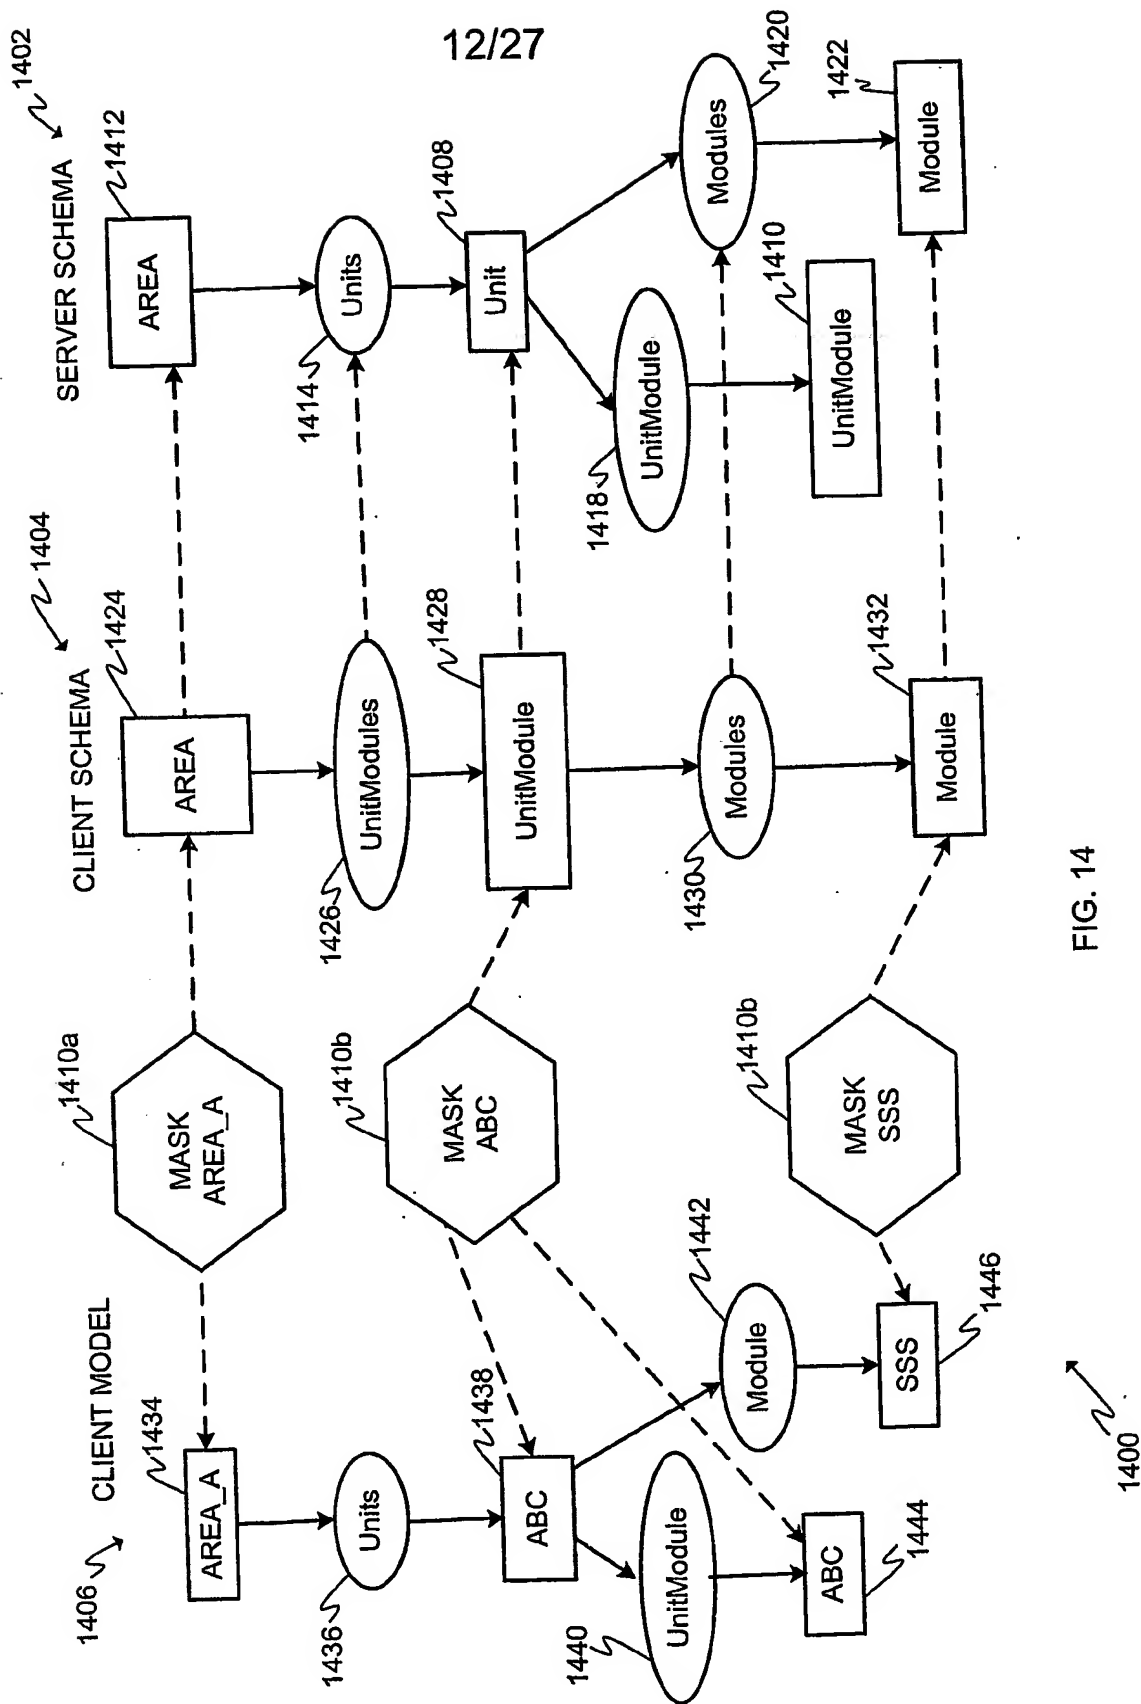 12/27
1406
CLIENT MODEL
1434
AREA_A
1436
Units
1438
ABC
1440
UnitModule
1442
Module
ABC
1444
SSS
1446
1410a
MASK
AREA_A
1410b
MASK
ABC
1410b
MASK
SSS
CLIENT SCHEMA
1404
1424
AREA
1426
UnitModules
1428
UnitModule
1430
Modules
1432
Module
SERVER SCHEMA
1402
1412
AREA
1414
Units
1408
Unit
1418
UnitModule
1420
Modules
1410
UnitModule
1422
Module
1400
FIG. 14